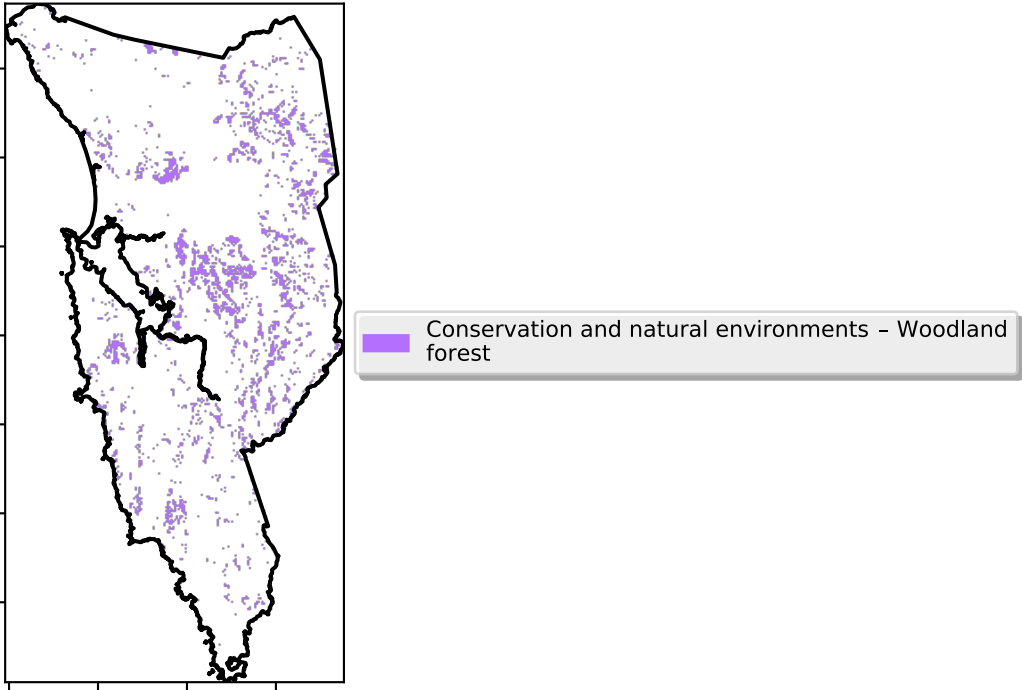 Conservation and natural environments – Woodland
forest